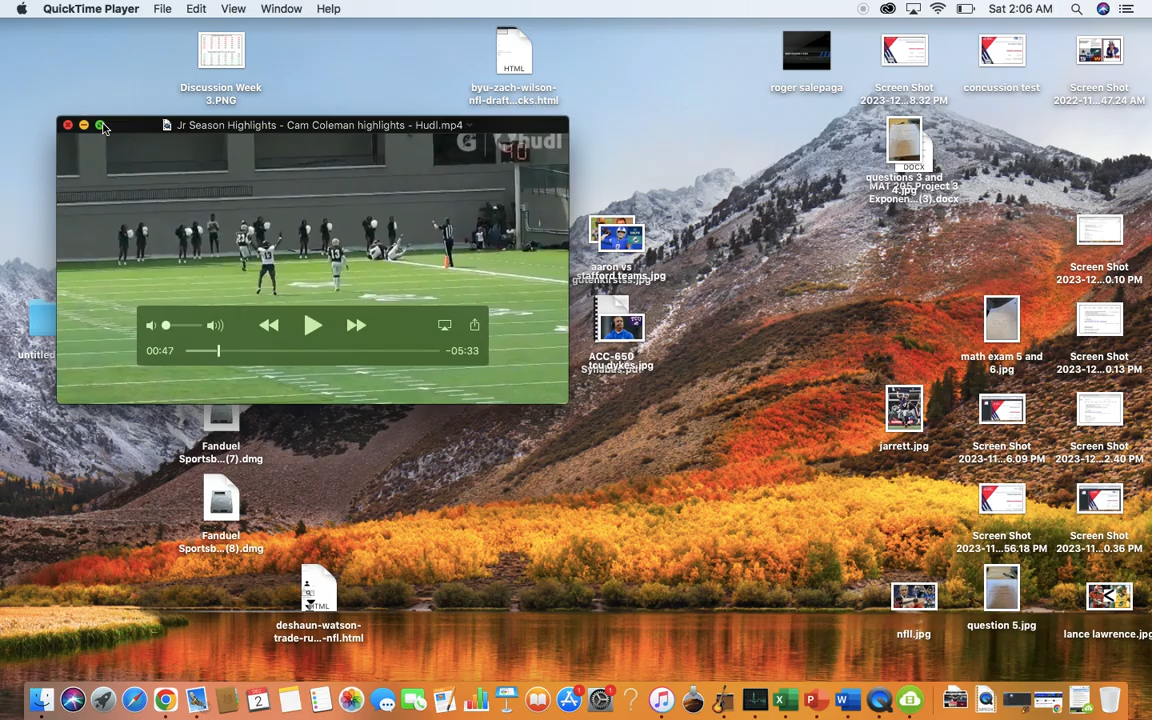 QuickTime Player File Edit View Window Help Sat 2:06 AM
Discussion Week
3.PNG
HTML
byu-zach-wilson-
nfl-draft...cks.html
roger salepaga
Screen Shot
2023-12...8.32 PM
concussion test
Screen Shot
2022-11...47.24 AM
Jr Season Highlights - Cam Coleman highlights - Hudl.mp4
G hudl
40
00:47
-05:33
DOCX
questions 3 and
4.jpg
MAT 205 Project 3
Exponen...(3).docx
aaron vs
stafford teams.jpg
Screen Shot
2023-12...0.10 PM
untitled
ACC-650
Syllabus.pdf
tcu dykes.jpg
math exam 5 and
6.jpg
Screen Shot
2023-12...0.13 PM
Fanduel
Sportsb...(7).dmg
jarrett.jpg
Screen Shot
2023-11...6.09 PM
Screen Shot
2023-12...2.40 PM
Fanduel
Sportsb...(8).dmg
Screen Shot
2023-11...56.18 PM
Screen Shot
2023-11...0.36 PM
HTML
deshaun-watson-
trade-ru...-nfl.html
nfll.jpg
question 5.jpg
lance lawrence.jpg
DEC
2